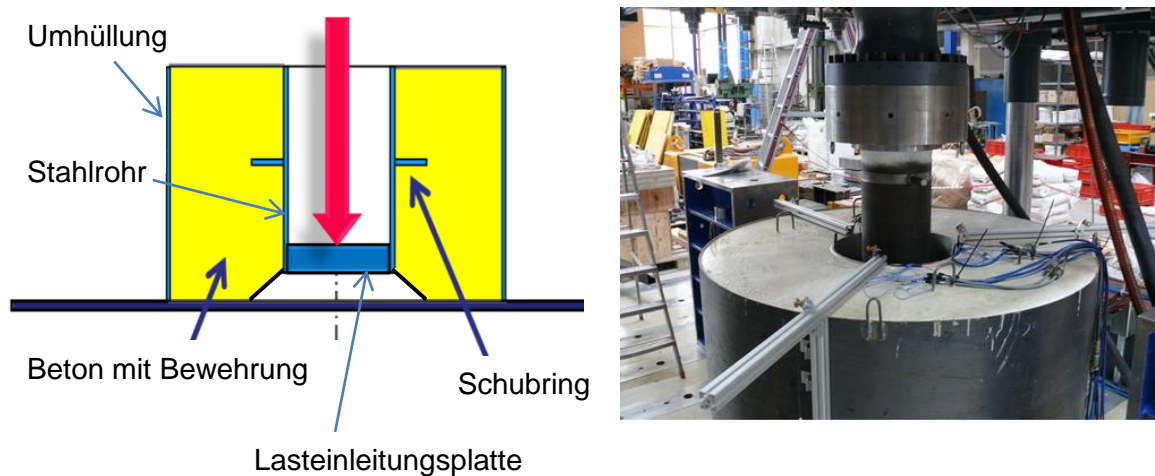 Umhüllung
Stahlrohr
Beton mit Bewehrung
Schubring
Lasteinleitungsplatte